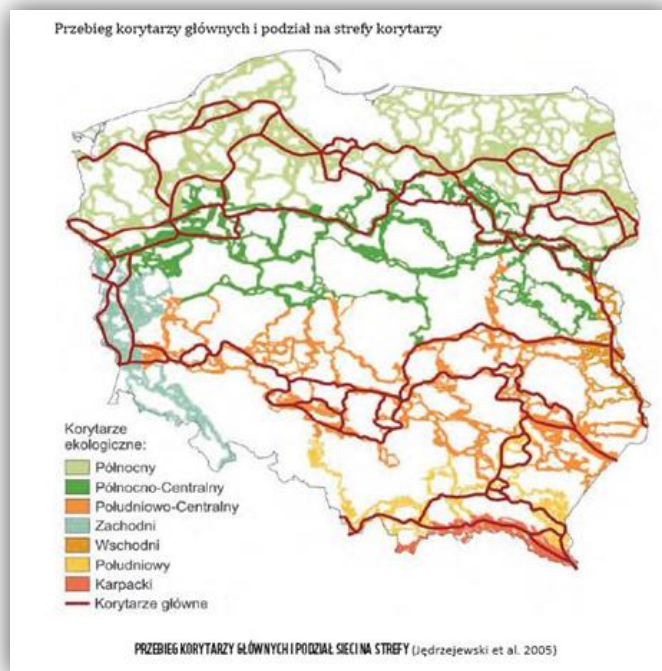 Przebieg korytarzy głównych i podział na strefy korytarzy
Korytarze
ekologiczne:
Północny
Północno-Centralny
Południowo-Centralny
Zachodni
Wschodni
Południowy
Karpacki
Korytarze główne
PRZEBIEG KORYTARZY GŁÓWNYCH I PODZIAŁ SIECI NA STREFY (Jędrzejewski et al. 2005)